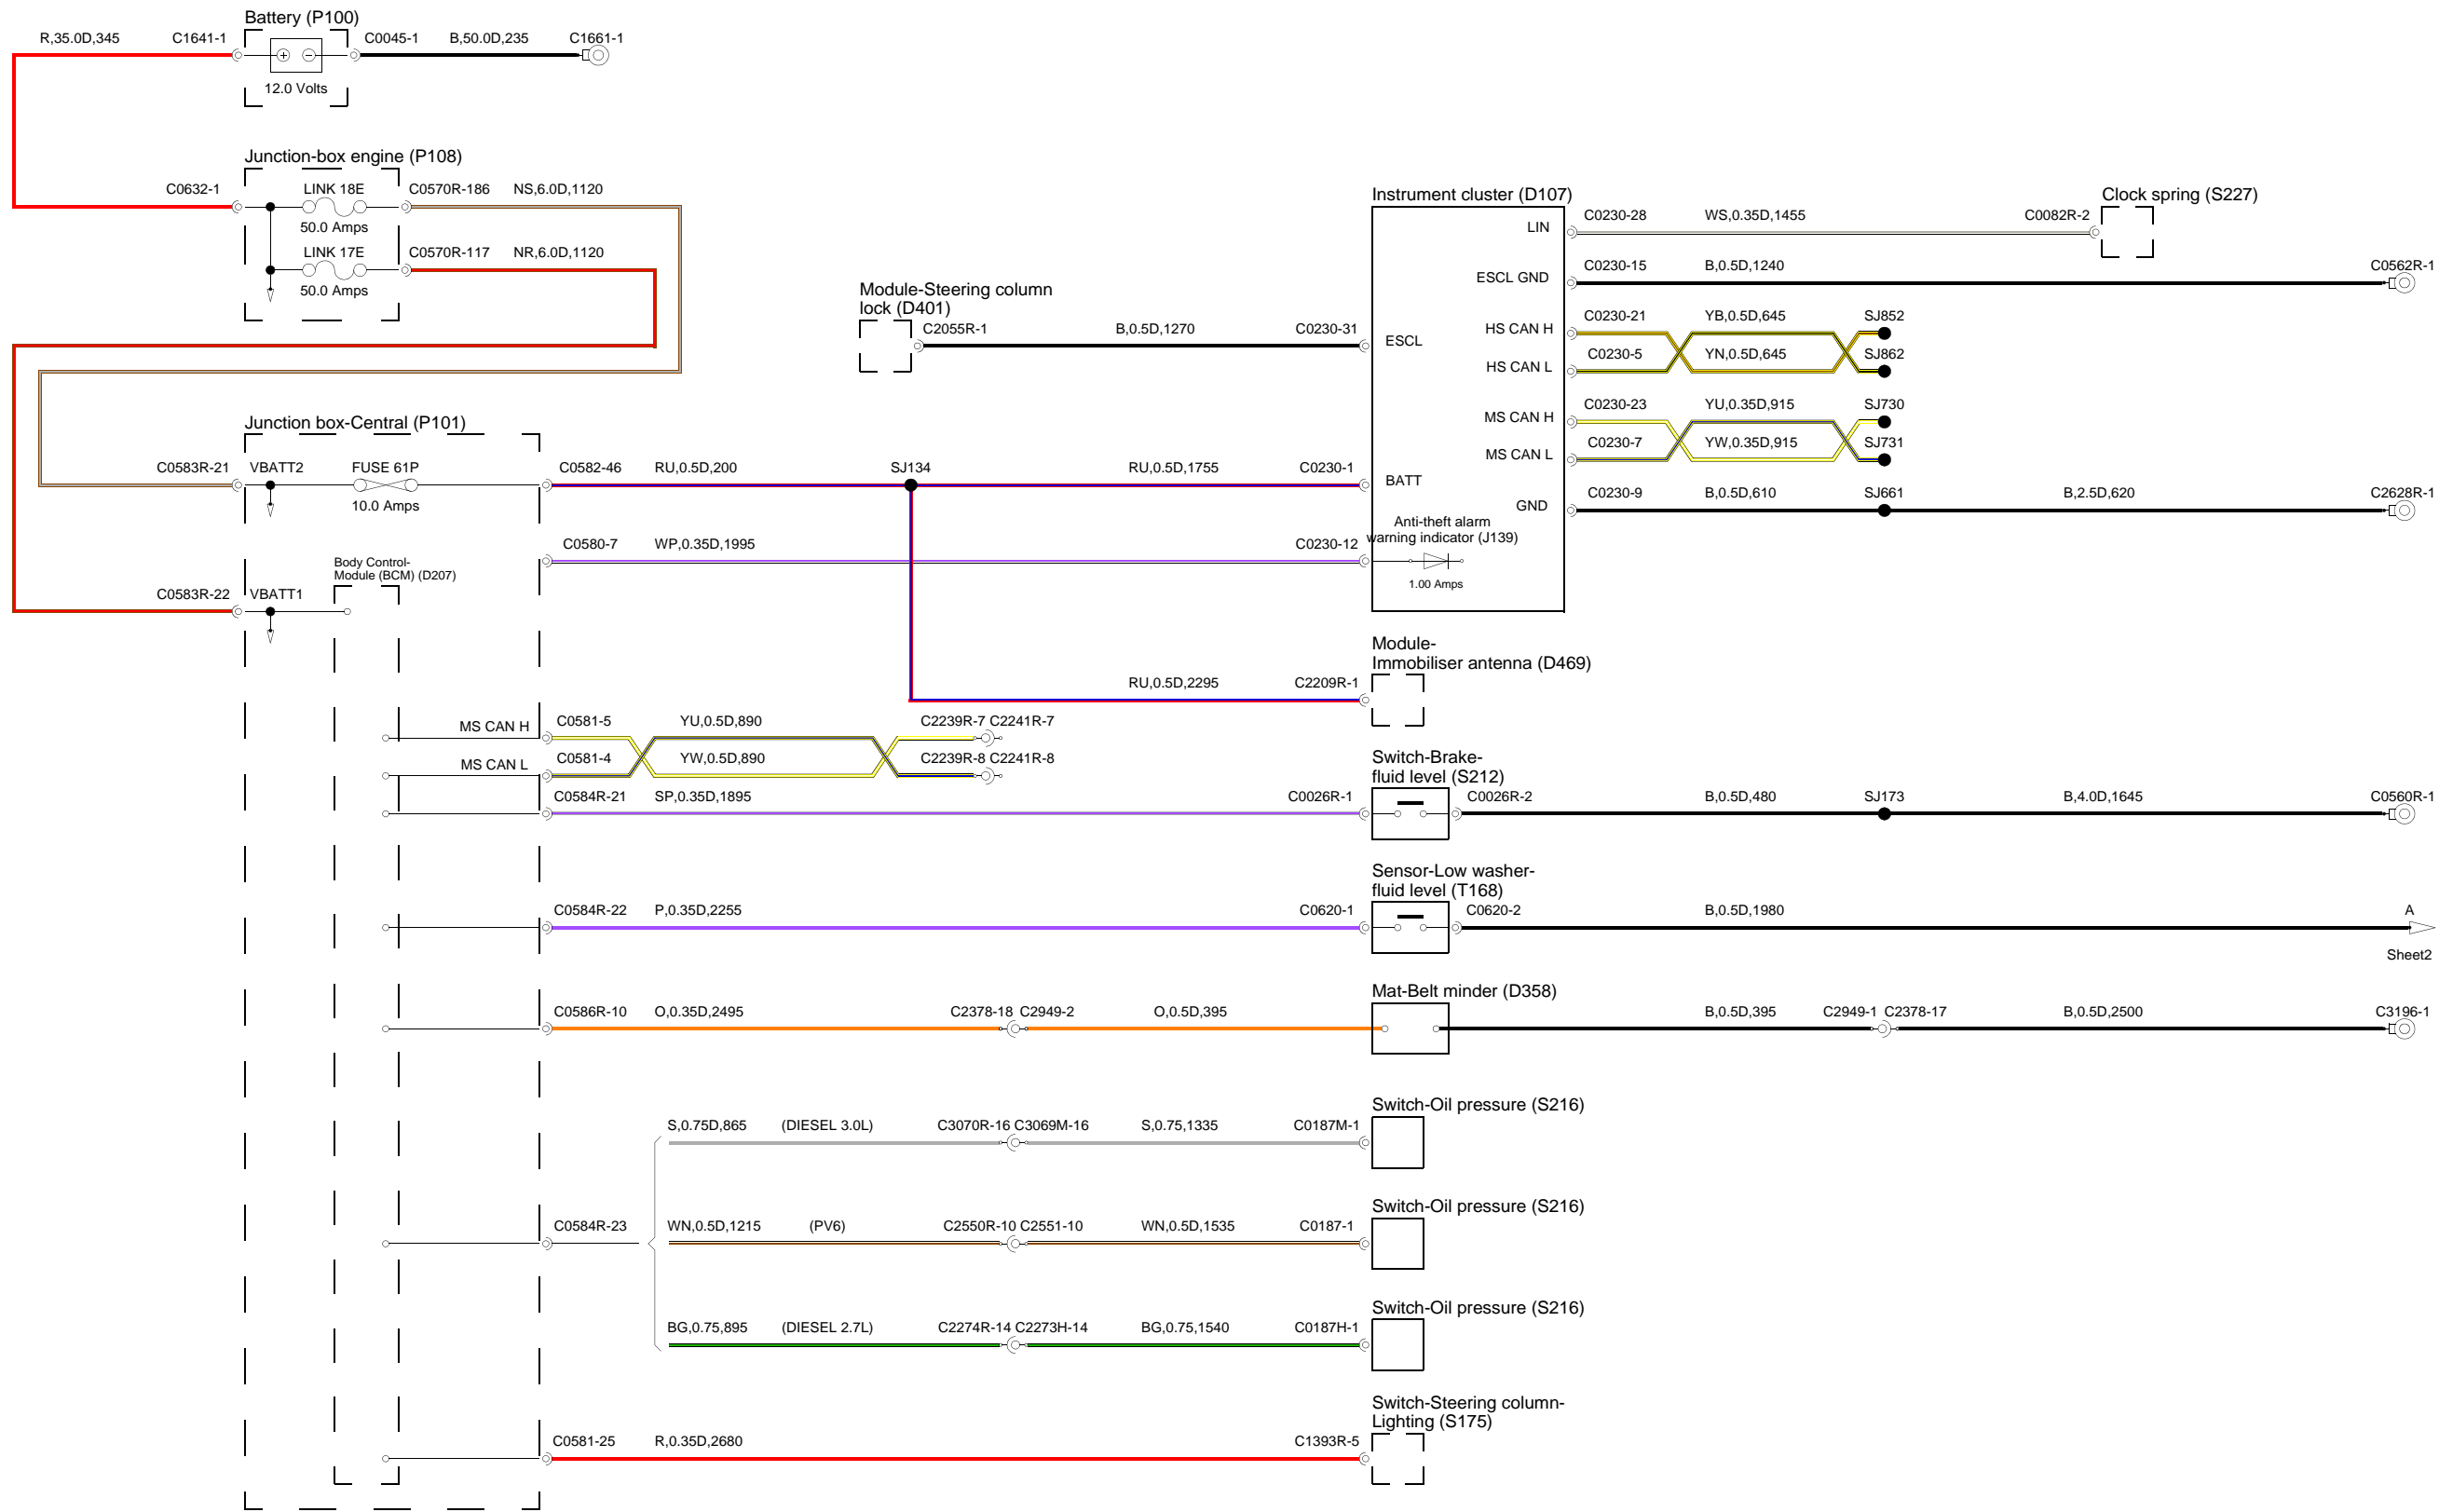 Battery (P100)
R,35.0D,345
C1641-1
C0045-1
B,50.0D,235
C1661-1
12.0 Volts
Junction-box engine (P108)
C0632-1
LINK 18E
C0570R-186
NS,6.0D,1120
50.0 Amps
LINK 17E
C0570R-117
NR,6.0D,1120
50.0 Amps
Instrument cluster (D107)
Clock spring (S227)
LIN
C0230-28
WS,0.35D,1455
C0082R-2
ESCL GND
C0230-15
B,0.5D,1240
C0562R-1
Module-Steering column
lock (D401)
C2055R-1
B,0.5D,1270
C0230-31
ESCL
HS CAN H
C0230-21
YB,0.5D,645
SJ852
HS CAN L
C0230-5
YN,0.5D,645
SJ862
MS CAN H
C0230-23
YU,0.35D,915
SJ730
MS CAN L
C0230-7
YW,0.35D,915
SJ731
Junction box-Central (P101)
C0583R-21
VBATT2
FUSE 61P
10.0 Amps
C0582-46
RU,0.5D,200
SJ134
RU,0.5D,1755
C0230-1
BATT
GND
C0230-9
B,0.5D,610
SJ661
B,2.5D,620
C2628R-1
Anti-theft alarm
warning indicator (J139)
1.00 Amps
C0580-7
WP,0.35D,1995
C0230-12
Body Control-
Module (BCM) (D207)
C0583R-22
VBATT1
Module-
Immobiliser antenna (D469)
RU,0.5D,2295
C2209R-1
MS CAN H
C0581-5
YU,0.5D,890
C2239R-7 C2241R-7
MS CAN L
C0581-4
YW,0.5D,890
C2239R-8 C2241R-8
Switch-Brake-
fluid level (S212)
C0584R-21
SP,0.35D,1895
C0026R-1
C0026R-2
B,0.5D,480
SJ173
B,4.0D,1645
C0560R-1
Sensor-Low washer-
fluid level (T168)
C0584R-22
P,0.35D,2255
C0620-1
C0620-2
B,0.5D,1980
A
Sheet2
Mat-Belt minder (D358)
C0586R-10
O,0.35D,2495
C2378-18 C2949-2
O,0.5D,395
B,0.5D,395
C2949-1 C2378-17
B,0.5D,2500
C3196-1
Switch-Oil pressure (S216)
S,0.75D,865
(DIESEL 3.0L)
C3070R-16 C3069M-16
S,0.75,1335
C0187M-1
Switch-Oil pressure (S216)
C0584R-23
WN,0.5D,1215
(PV6)
C2550R-10 C2551-10
WN,0.5D,1535
C0187-1
Switch-Oil pressure (S216)
BG,0.75,895
(DIESEL 2.7L)
C2274R-14 C2273H-14
BG,0.75,1540
C0187H-1
Switch-Steering column-
Lighting (S175)
C0581-25
R,0.35D,2680
C1393R-5